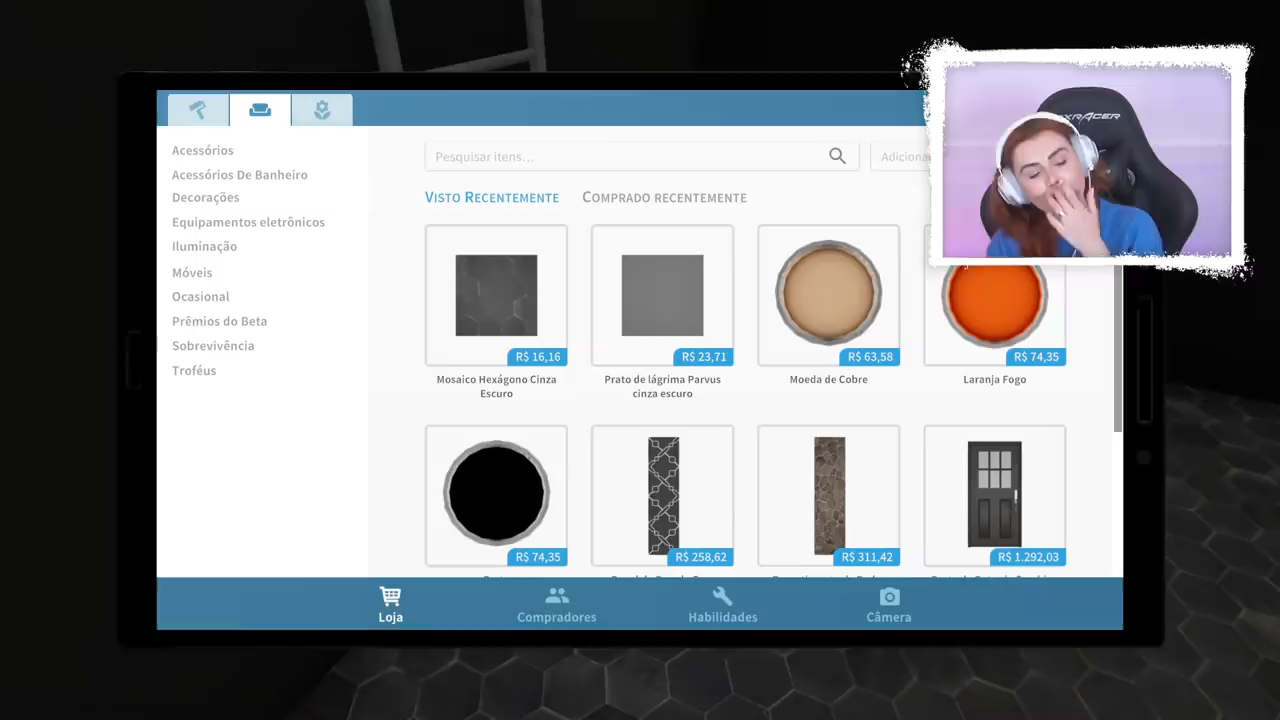 Acessórios
Acessórios De Banheiro
Decorações
Equipamentos eletrônicos
Iluminação
Móveis
Ocasional
Prêmios do Beta
Sobrevivência
Troféus
Pesquisar itens...
VISTO RECENTEMENTE COMPRADO RECENTEMENTE
R$ 16,16 R$ 23,71 R$ 63,58 R$ 74,35
Mosaico Hexágono Cinza Escuro
Prato de lágrima Parvus cinza escuro
Moeda de Cobre
Laranja Fogo
R$ 74,35 R$ 258,62 R$ 311,42 R$ 1.292,03
Loja Compradores Habilidades Câmera